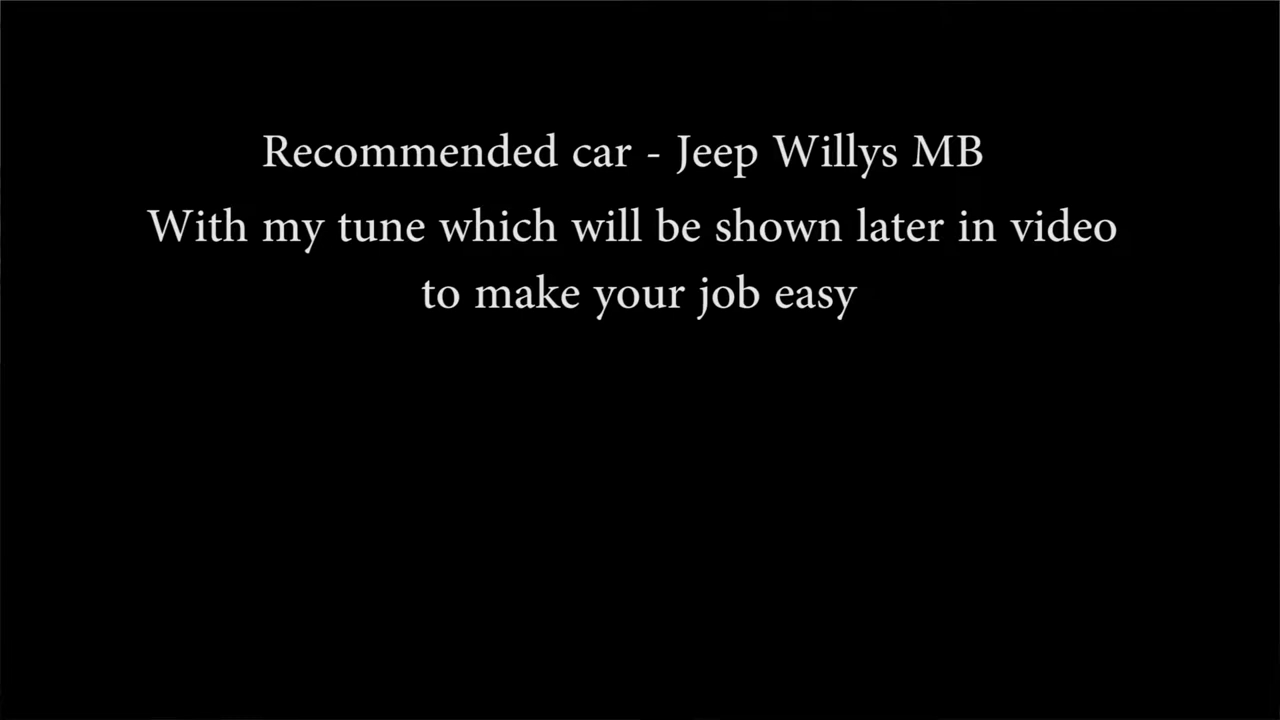 Recommended car - Jeep Willys MB
With my tune which will be shown later in video
to make your job easy